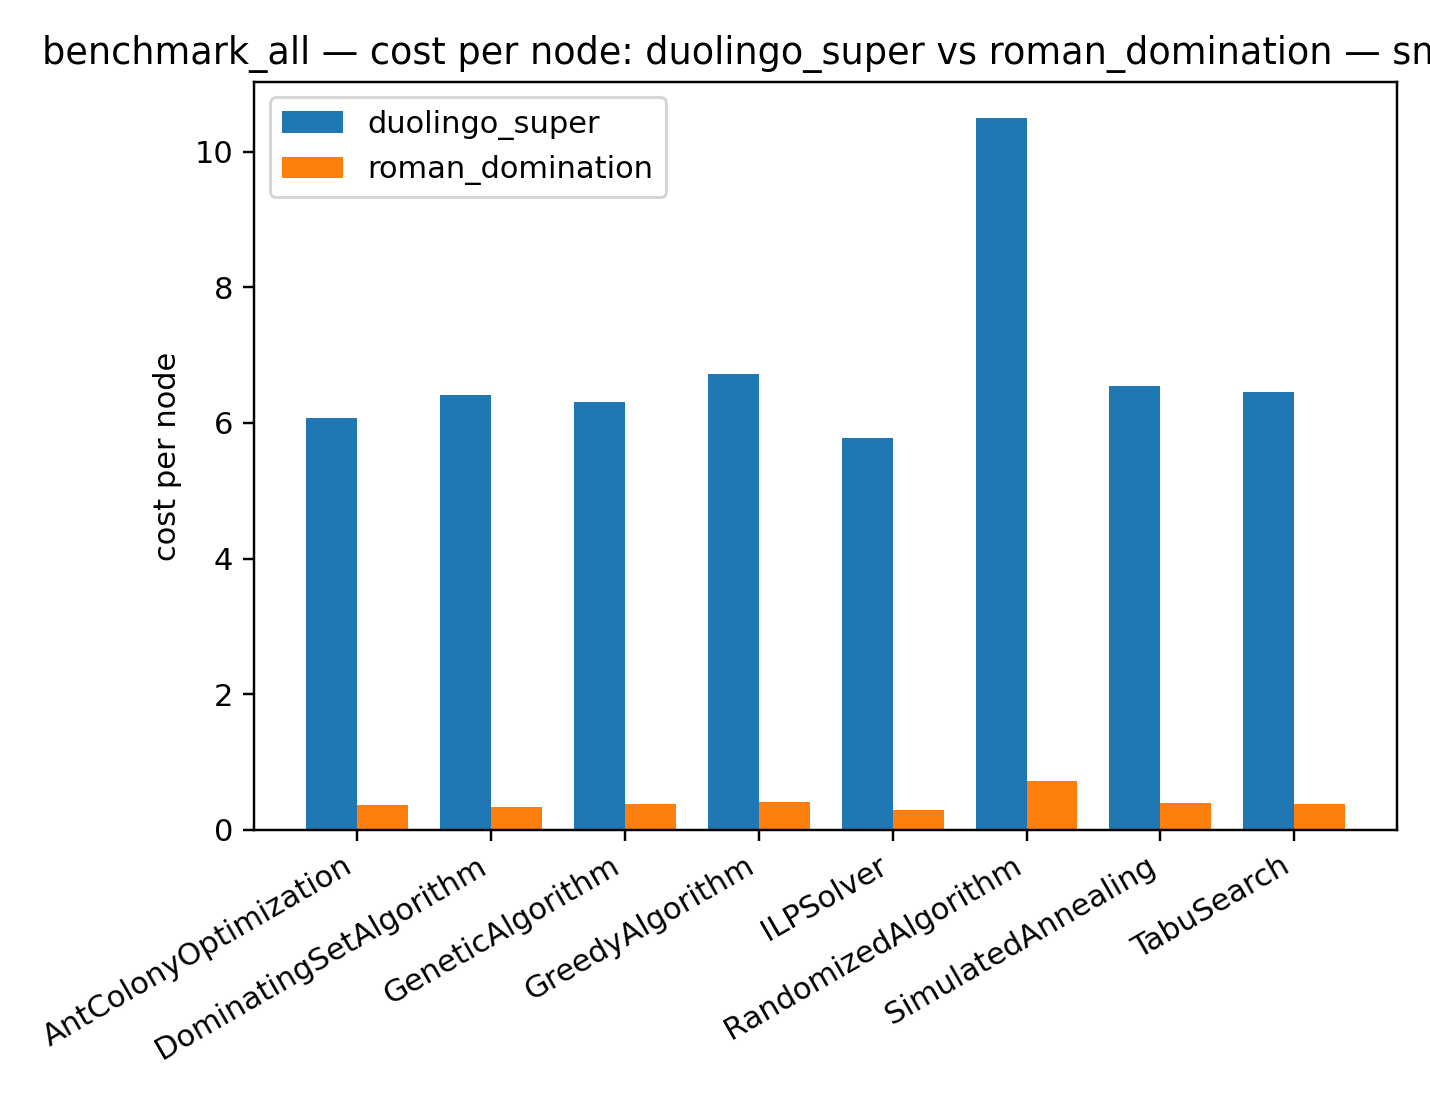 benchmark_all — cost per node: duolingo_super vs roman_domination —
duolingo_super
roman_domination
cost per node
10
8
6
4
2
0
AntColonyOptimization
DominatingSetAlgorithm
GeneticAlgorithm
GreedyAlgorithm
ILPSolver
RandomizedAlgorithm
SimulatedAnnealing
TabuSearch